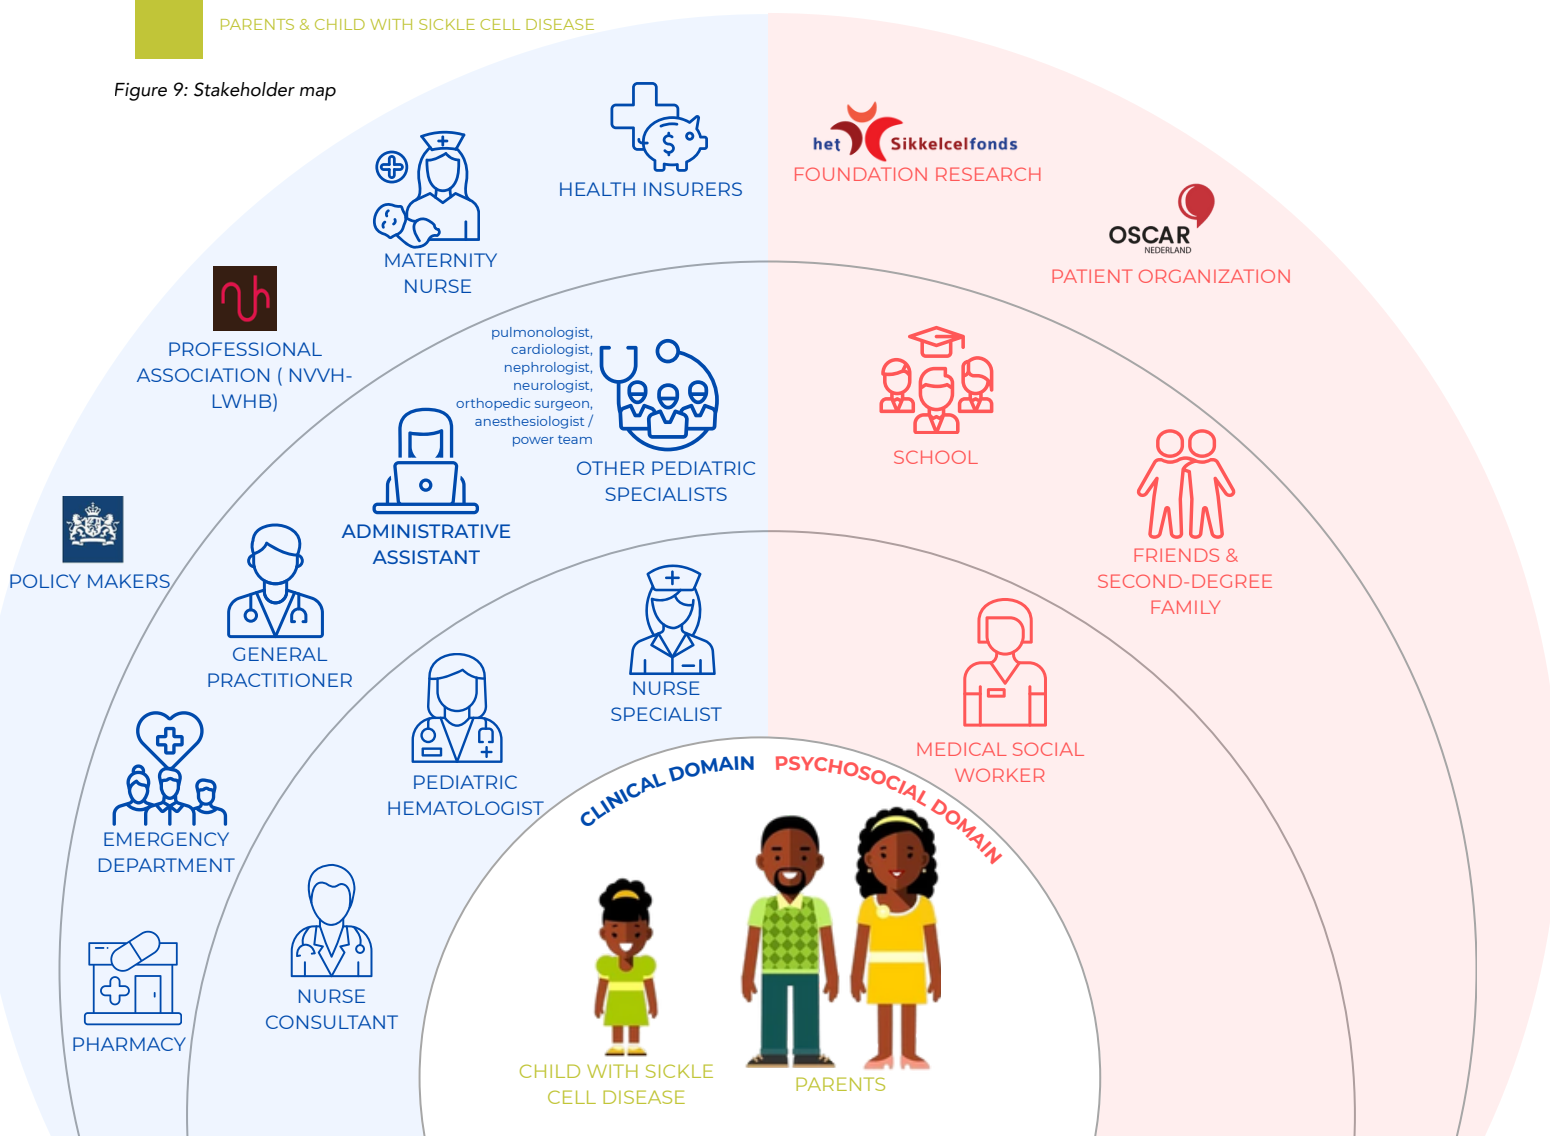 PARENTS & CHILD WITH SICKLE CELL DISEASE
Figure 9: Stakeholder map
HEALTH INSURERS
het Sikkelcelfonds
FOUNDATION RESEARCH
OSCAR
NEDERLAND
PATIENT ORGANIZATION
MATERNITY
NURSE
PROFESSIONAL
ASSOCIATION ( NVVH-
LWHB)
pulmonologist,
cardiologist,
nephrologist,
neurologist,
orthopedic surgeon,
anesthesiologist /
power team
OTHER PEDIATRIC
SPECIALISTS
SCHOOL
ADMINISTRATIVE
ASSISTANT
POLICY MAKERS
FRIENDS &
SECOND-DEGREE
FAMILY
GENERAL
PRACTITIONER
NURSE
SPECIALIST
MEDICAL SOCIAL
WORKER
PEDIATRIC
HEMATOLOGIST
CLINICAL DOMAIN
PSYCHOSOCIAL DOMAIN
EMERGENCY
DEPARTMENT
NURSE
CONSULTANT
PHARMACY
CHILD WITH SICKLE
CELL DISEASE
PARENTS